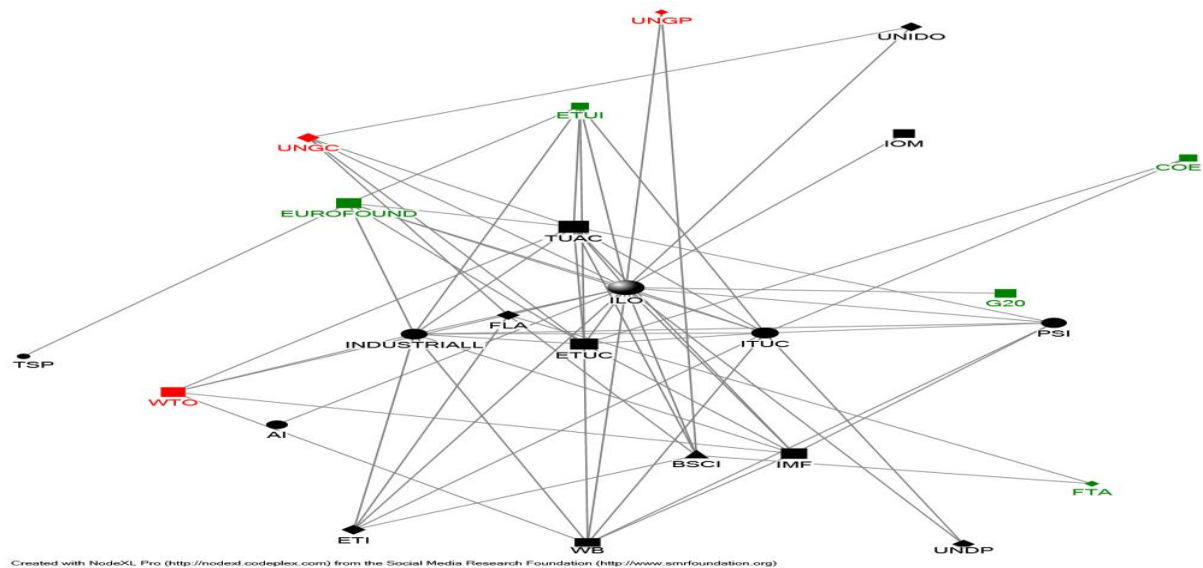 UNGP
UNIDO
ETUI
UNGC
IOM
COE
EUROFOUND
TUAC
ILO
G20
FLA
INDUSTRIALL
ETUC
ITUC
PSI
TSP
WTO
AI
BSCI
IMF
FTA
ETI
WB
UNDP
Created with NodeXL Pro (http://nodexl.codeplex.com) from the Social Media Research Foundation (http://www.smrfoundation.org)